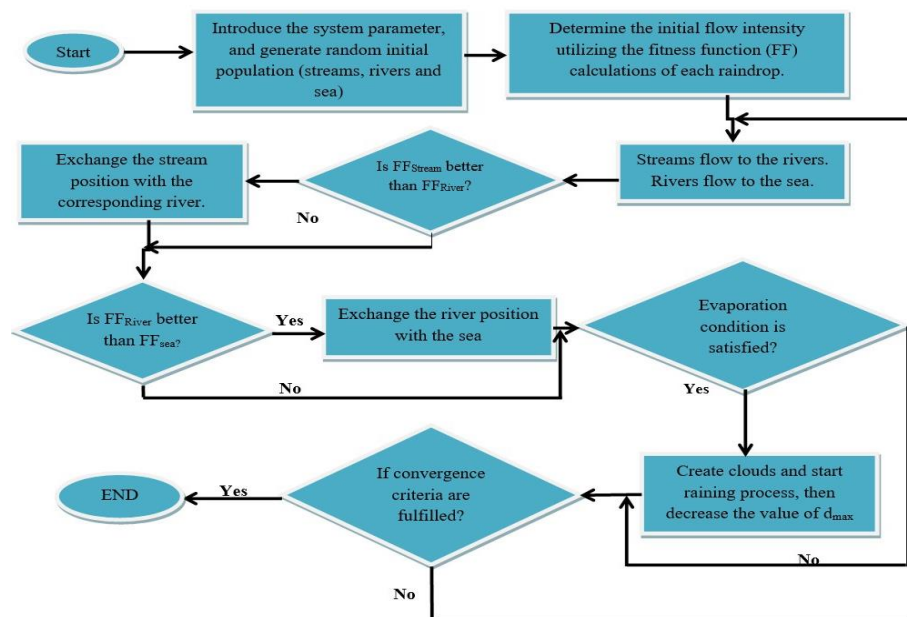 Start
Introduce the system parameter,
and generate random initial
population (streams, rivers and
sea)
Determine the initial flow intensity
utilizing the fitness function (FF)
calculations of each raindrop.
Streams flow to the rivers.
Rivers flow to the sea.
Is FFStream better
than FFRiver?
No
Exchange the stream
position with the
corresponding river.
Is FFRiver better
than FFsea?
Yes
No
Exchange the river position
with the sea
Evaporation
condition is
satisfied?
Yes
No
Create clouds and start
raining process, then
decrease the value of dmax
If convergence
criteria are
fulfilled?
Yes
No
END